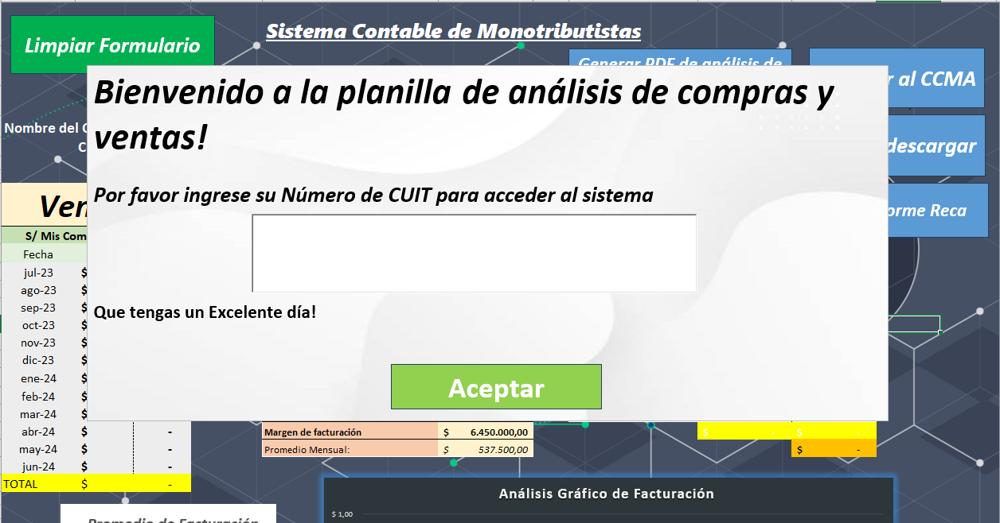 Limpiar Formulario
Sistema Contable de Monotributistas
Generar PDF de análisis de
r al CCMA
Bienvenido a la planilla de análisis de compras y
ventas!
Nombre del C
C
descargar
Por favor ingrese su Número de CUIT para acceder al sistema
Ven
orme Reca
S/ Mis Com
Fecha
jul-23 $
ago-23 $
sep-23 $
oct-23 $
nov-23 $
dic-23 $
ene-24 $
feb-24 $
mar-24 $
Que tengas un Excelente día!
Aceptar
abr-24 $ -
may-24 $ -
jun-24 $ -
TOTAL $ -
Margen de facturación $ 6.450.000,00
Promedio Mensual: $ 537.500,00
$ - $ -
$ -
Análisis Gráfico de Facturación
$ 1,00
Promedio de Facturación